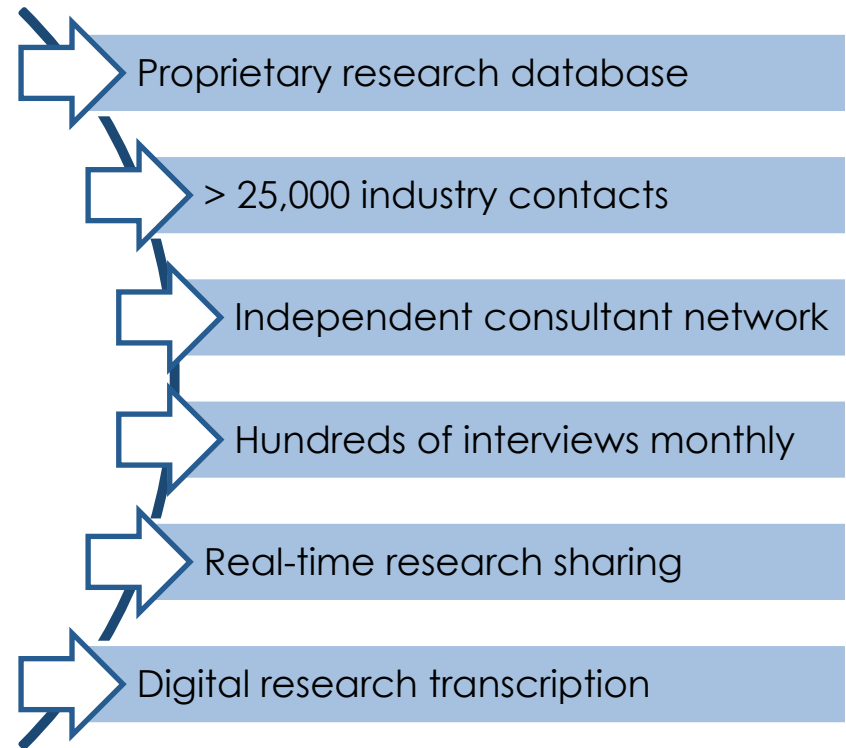 Proprietary research database
> 25,000 industry contacts
Independent consultant network
Hundreds of interviews monthly
Real-time research sharing
Digital research transcription